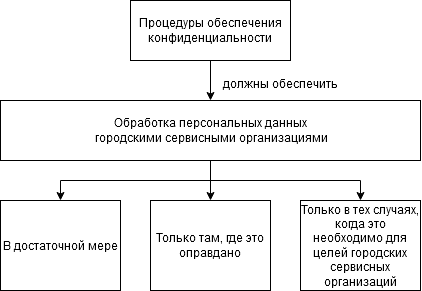 Процедуры обеспечения
конфиденциальности
должны обеспечить
Обработка персональных данных
городскими сервисными организациями
В достаточной мере
Только там, где это
оправдано
Только в тех случаях,
когда это
необходимо для
целей городских
сервисных
организаций